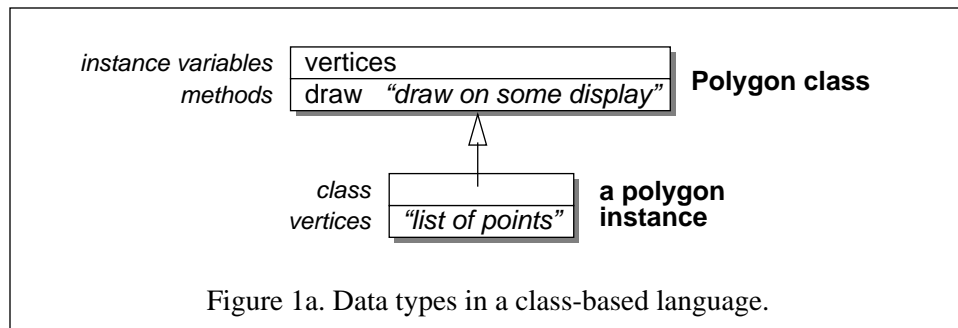 instance variables vertices
methods draw “draw on some display” Polygon class
class a polygon
vertices “list of points” instance
Figure 1a. Data types in a class-based language.